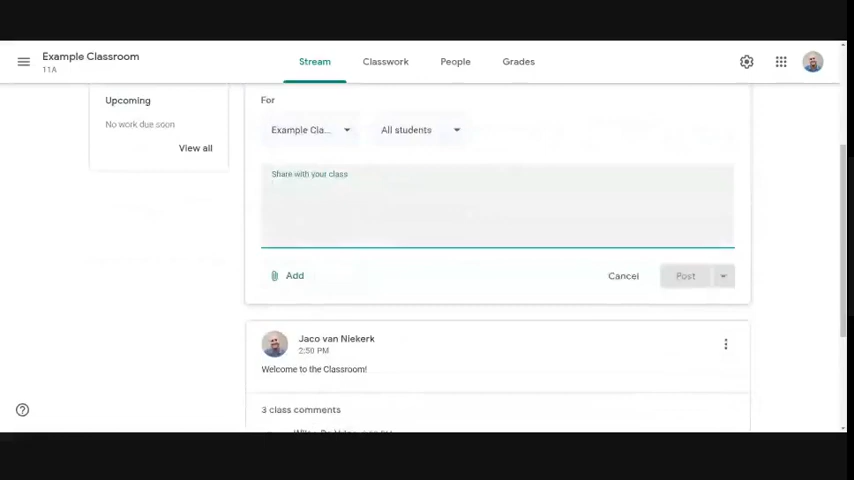 Example Classroom
11A
Stream
Classwork
People
Grades
Upcoming
No work due soon
View all
For
Example Cla...
All students
Share with your class
Add
Cancel
Post
Jaco van Niekerk
2:50 PM
Welcome to the Classroom!
3 class comments